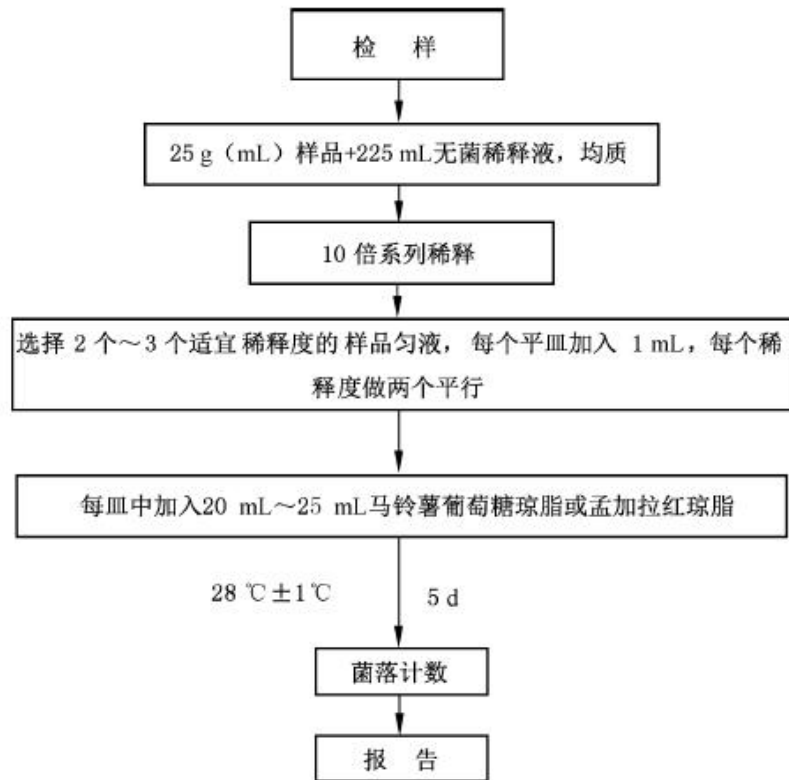 检 样
25 g（mL）样品+225 mL无菌稀释液，均质
10 倍系列稀释
选择 2 个～3 个适宜稀释度的样品匀液，每个平皿加入 1 mL，每个稀
释度做两个平行
每皿中加入20 mL～25 mL马铃薯葡萄糖琼脂或孟加拉红琼脂
28 ℃±1℃ 5 d
菌落计数
报 告